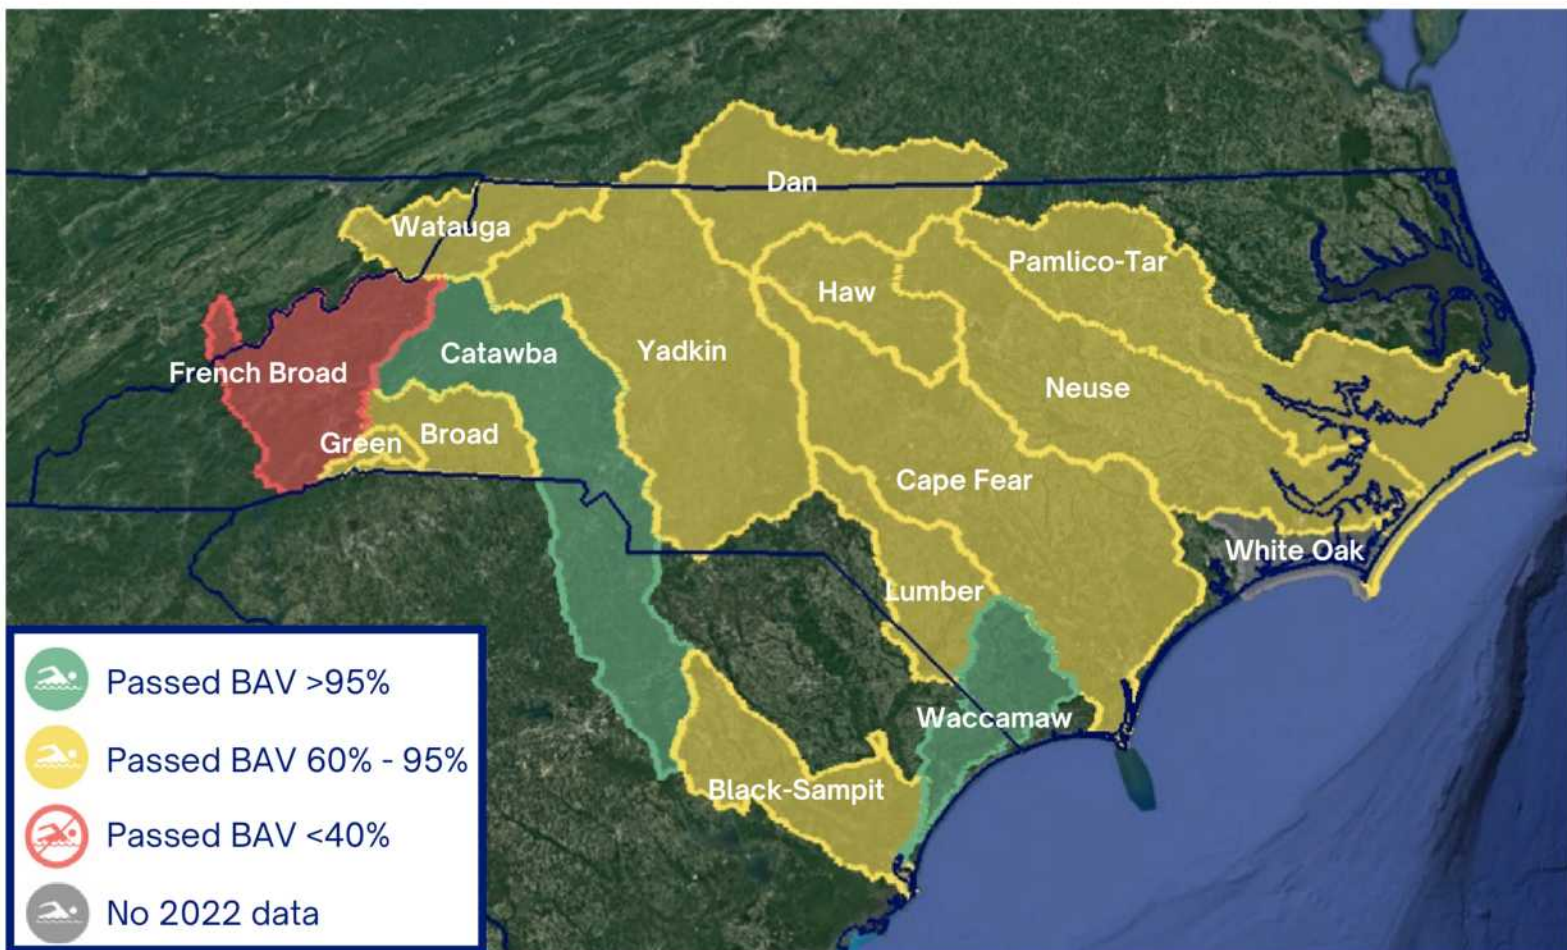 Dan
Watauga
Pamlico-Tar
Haw
Catawba
Yadkin
French Broad
Neuse
Green
Broad
Cape Fear
White Oak
Lumber
Waccamaw
Black-Sampit
Passed BAV >95%
Passed BAV 60% - 95%
Passed BAV <40%
No 2022 data